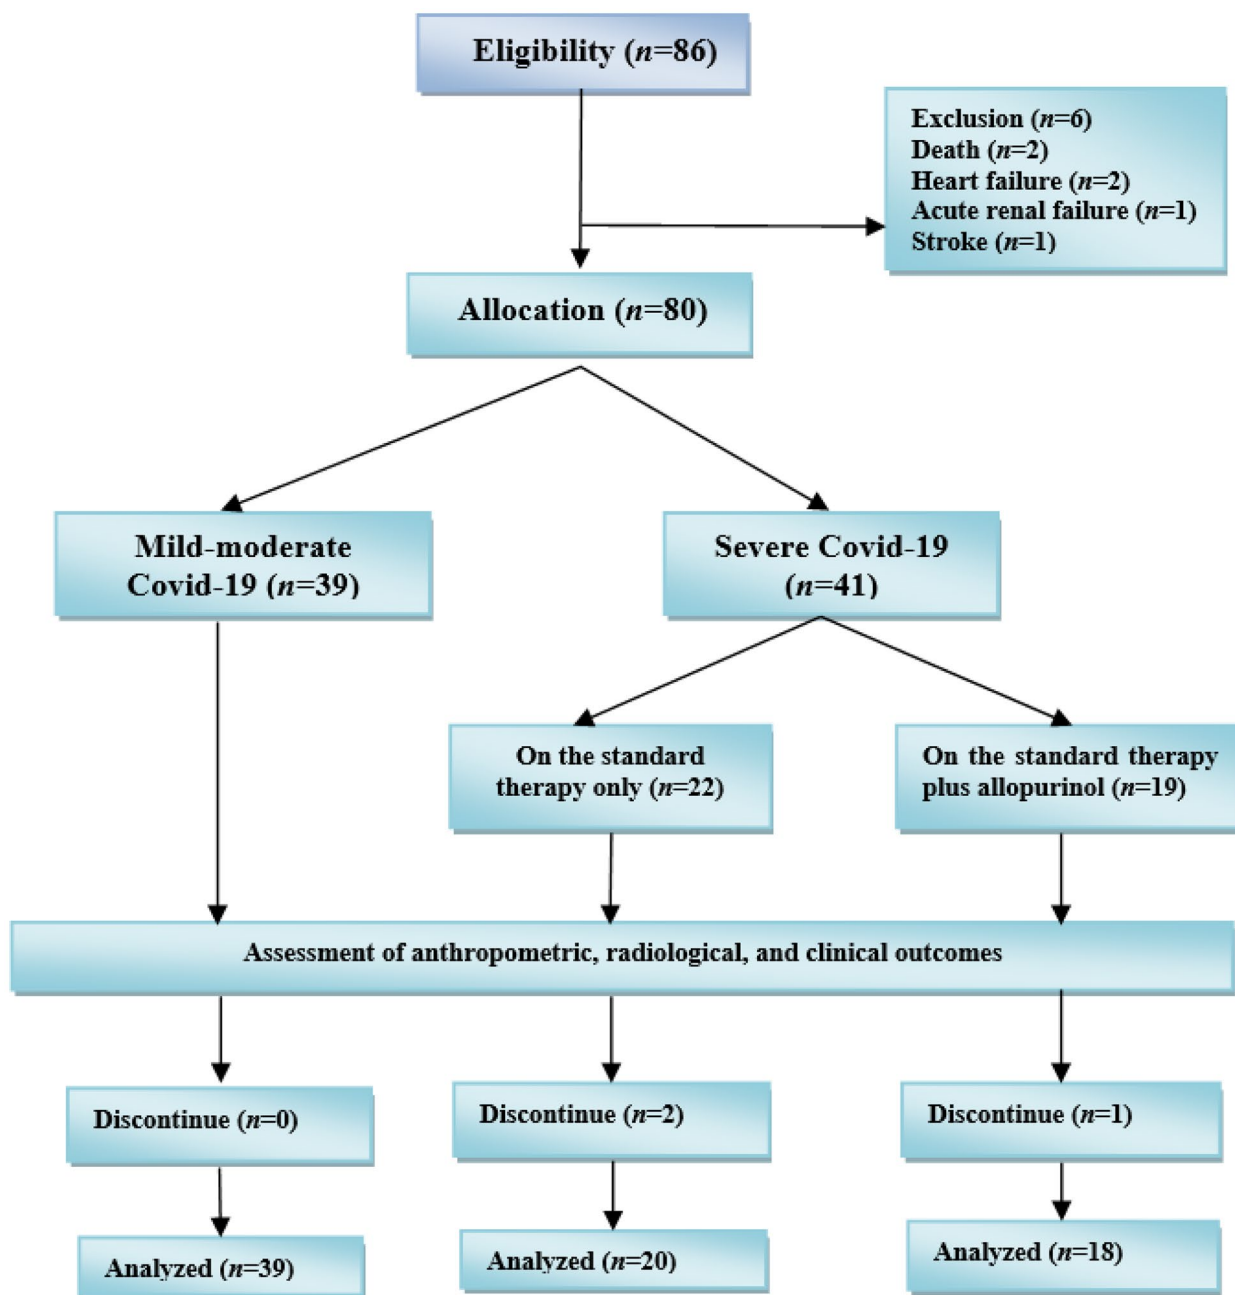 Eligibility (n=86)
Exclusion (n=6)
Death (n=2)
Heart failure (n=2)
Acute renal failure (n=1)
Stroke (n=1)
Allocation (n=80)
Mild-moderate
Covid-19 (n=39)
Severe Covid-19
(n=41)
On the standard
therapy only (n=22)
On the standard therapy
plus allopurinol (n=19)
Assessment of anthropometric, radiological, and clinical outcomes
Discontinue (n=0)
Discontinue (n=2)
Discontinue (n=1)
Analyzed (n=39)
Analyzed (n=20)
Analyzed (n=18)